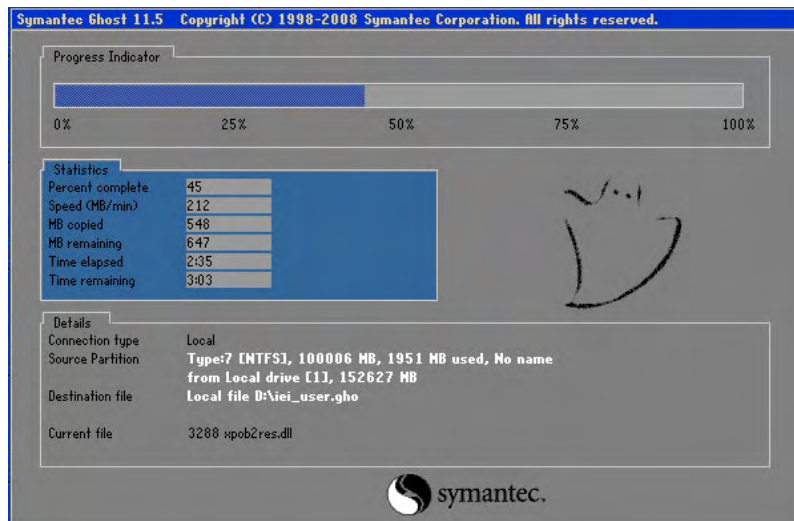 Symantec Ghost 11.5 Copyright (C) 1998-2008 Symantec Corporation. All rights reserved.
Progress Indicator
0% 25% 50% 75% 100%
Statistics
Percent complete 45
Speed (MB/min) 212
MB copied 548
MB remaining 647
Time elapsed 2:35
Time remaining 3:03
Details
Connection type Local
Source Partition Type:7 [NTFS], 100006 MB, 1951 MB used, No name
from Local drive [1], 152627 MB
Destination file Local file D:\iei_user.gho
Current file 3288 xpob2res.dll
symantec.